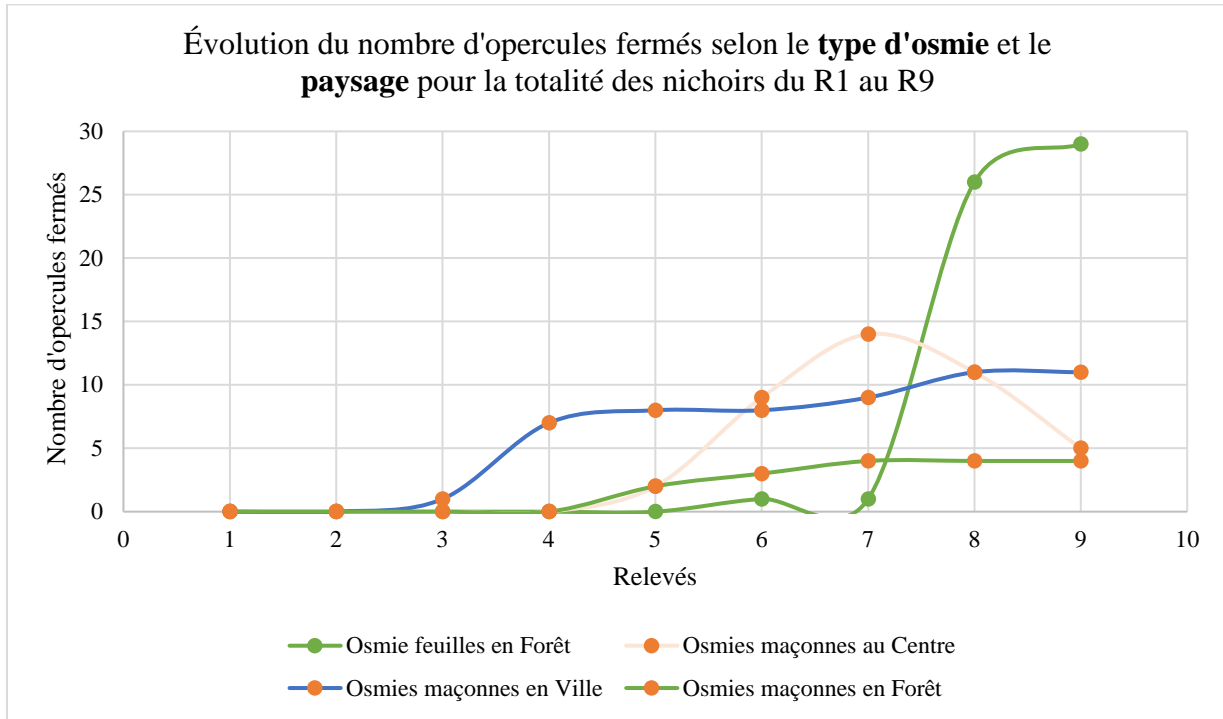 Évolution du nombre d'opercules fermés selon le type d'osmie et le
paysage pour la totalité des nichoirs du R1 au R9
Nombre d'opercules fermés
30
25
20
15
10
5
0
0 1 2 3 4 5 6 7 8 9 10
Relevés
Osmie feuilles en Forêt Osmies maçonnes au Centre
Osmies maçonnes en Ville Osmies maçonnes en Forêt